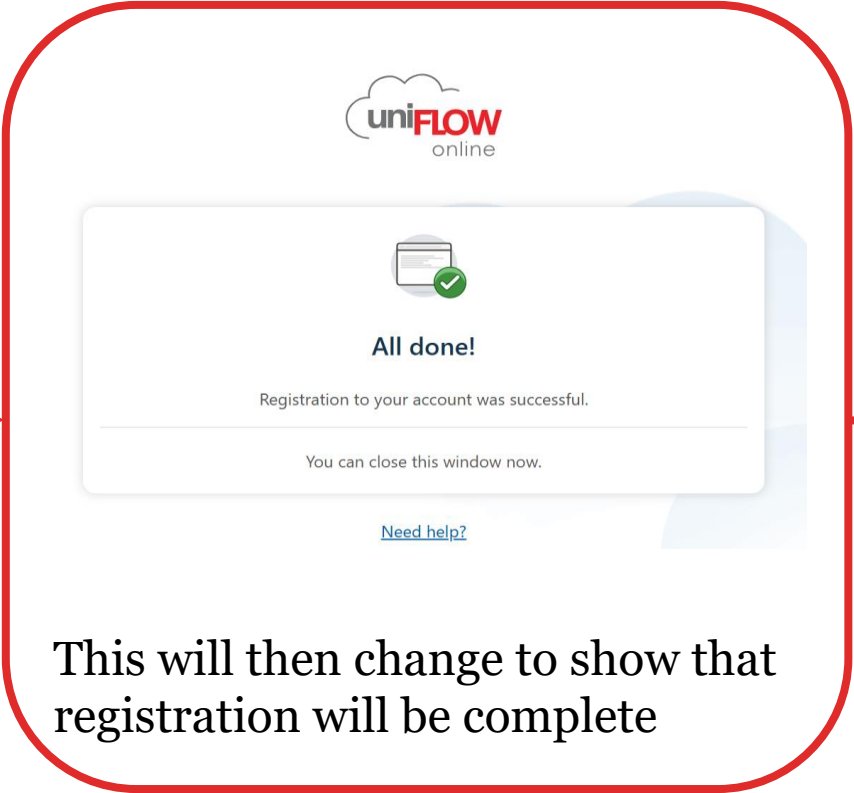 uniFLOW
online
All done!
Registration to your account was successful.
You can close this window now.
Need help?
This will then change to show that
registration will be complete